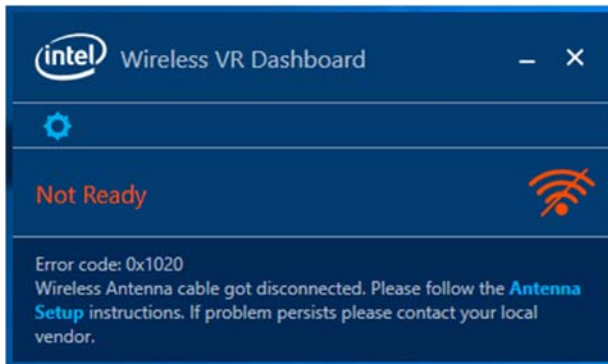 intel Wireless VR Dashboard
Not Ready
Error code: 0x1020
Wireless Antenna cable got disconnected. Please follow the Antenna
Setup instructions. If problem persists please contact your local
vendor.